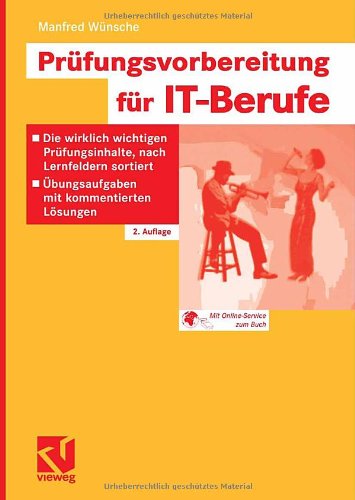 Urheberrechtlich geschütztes Material
Manfred Wünsche
Prüfungsvorbereitung
für IT-Berufe
Die wirklich wichtigen
Prüfungsinhalte, nach
Lernfeldern sortiert
Übungsaufgaben
mit kommentierten
Lösungen
2. Auflage
Mit Online-Service
zum Buch
vieweg
Urheberrechtlich geschütztes Material